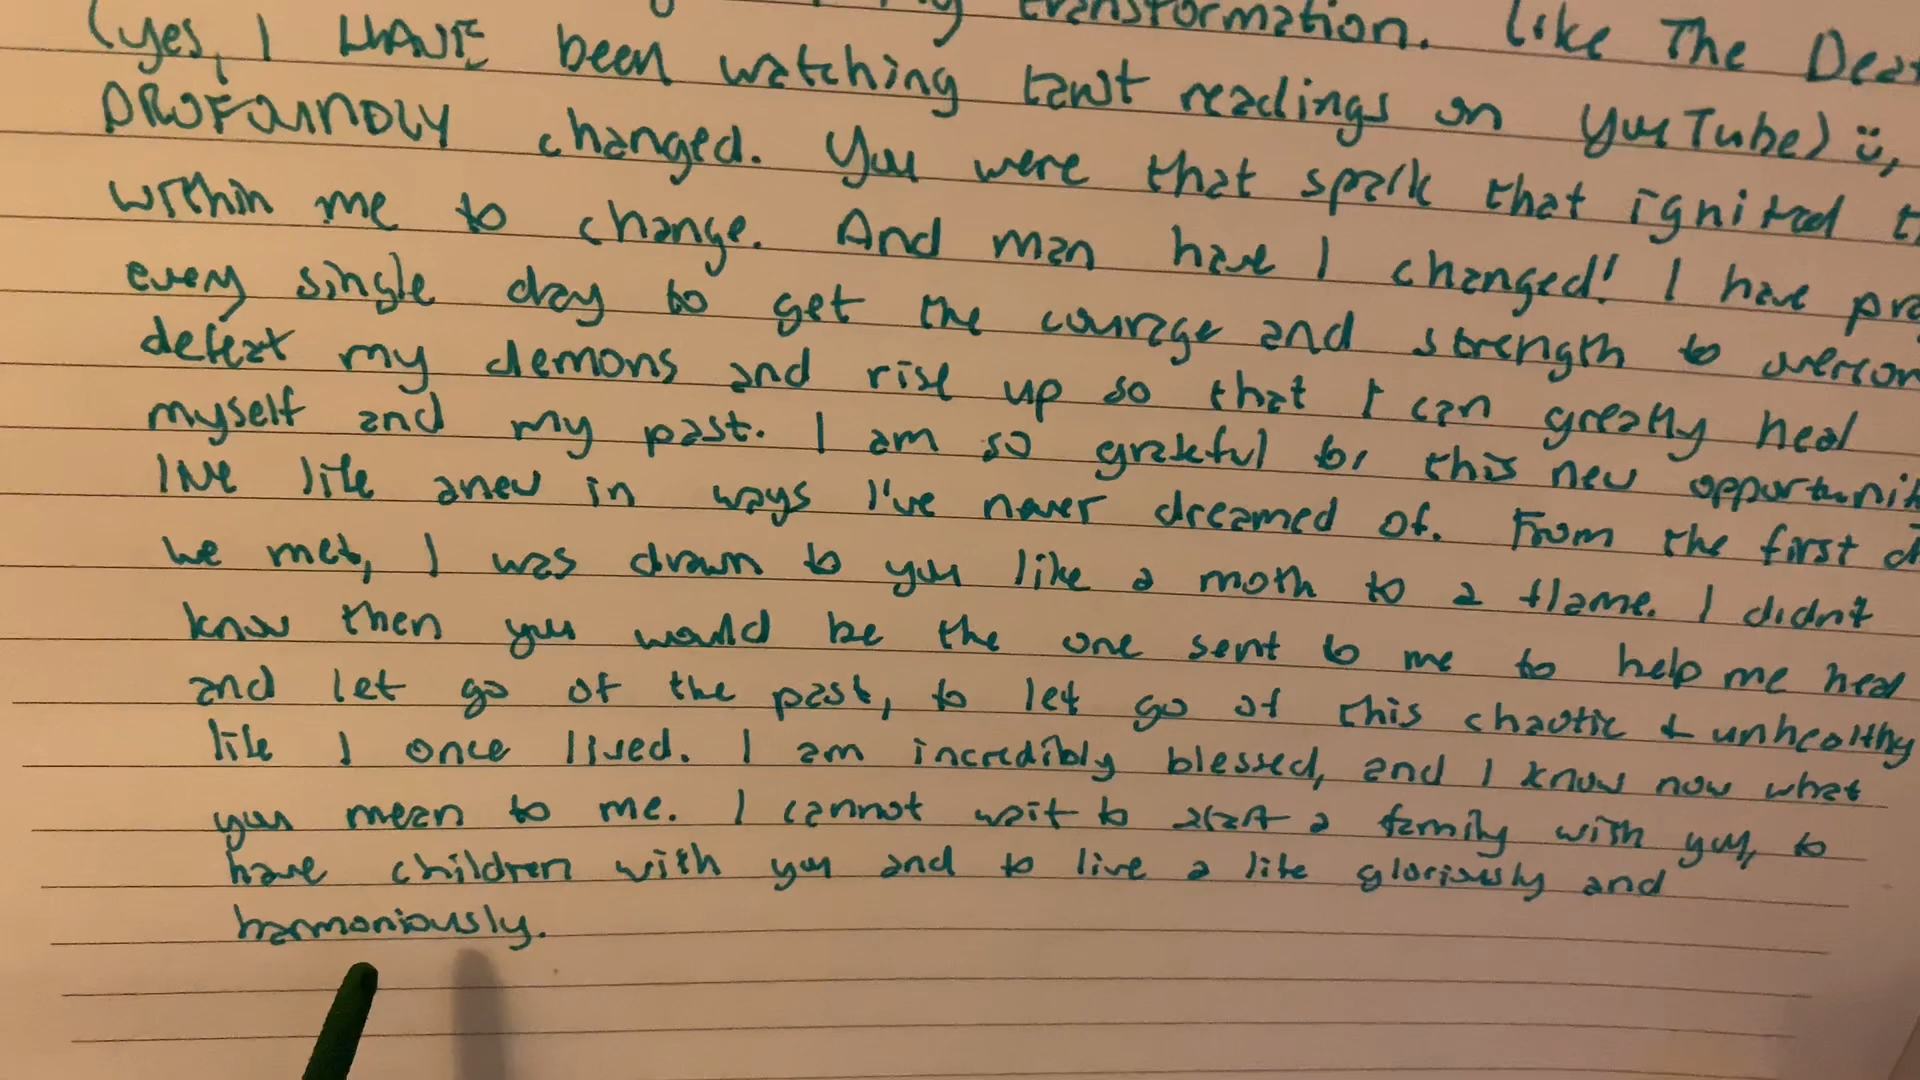 transformation. Like The
(yes, I HAVE been watching tarot readings on YouTube) :),
PROFOUNDLY changed. You were that spark that ignited
within me to change. And man have I changed! I have
every single day to get the courage and strength to
defeat my demons and rise up so that I can greatly heal
myself and my past. I am so grateful for this new
live life anew in ways I've never dreamed of. From the first
we met, I was drawn to you like a moth to a flame. I didn't
know then you would be the one sent to me to help me heal
and let go of the past, to let go of this chaotic & unhealthy
life I once lived. I am incredibly blessed, and I know now what
you mean to me. I cannot wait to start a family with you, to
have children with you and to live a life gloriously and
harmoniously.